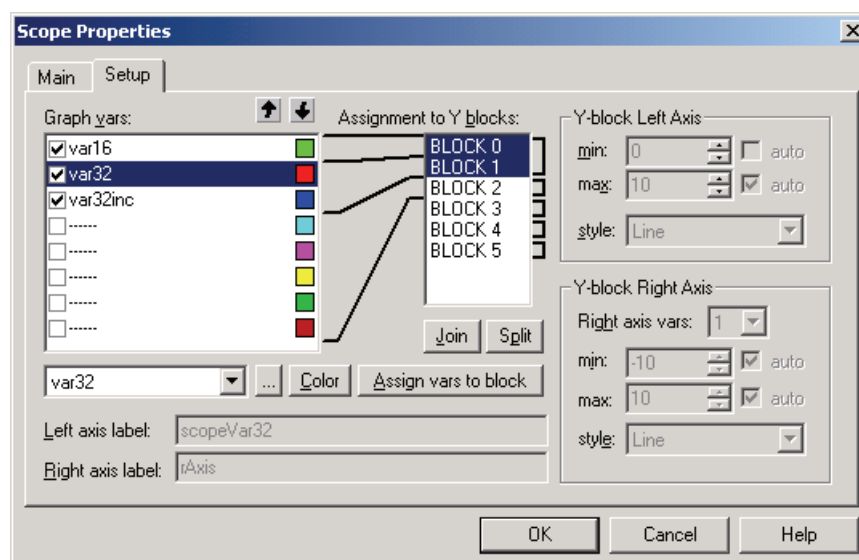 Scope Properties
Main Setup
Graph vars: Assignment to Y blocks:
var16
var32
var32inc
------
------
------
------
------
BLOCK 0
BLOCK 1
BLOCK 2
BLOCK 3
BLOCK 4
BLOCK 5
Join Split
var32 ... Color Assign vars to block
Left axis label: scopeVar32
Right axis label: rAxis
Y-block Left Axis
min: 0 auto
max: 10 auto
style: Line
Y-block Right Axis
Right axis vars: 1
min: -10 auto
max: 10 auto
style: Line
OK Cancel Help